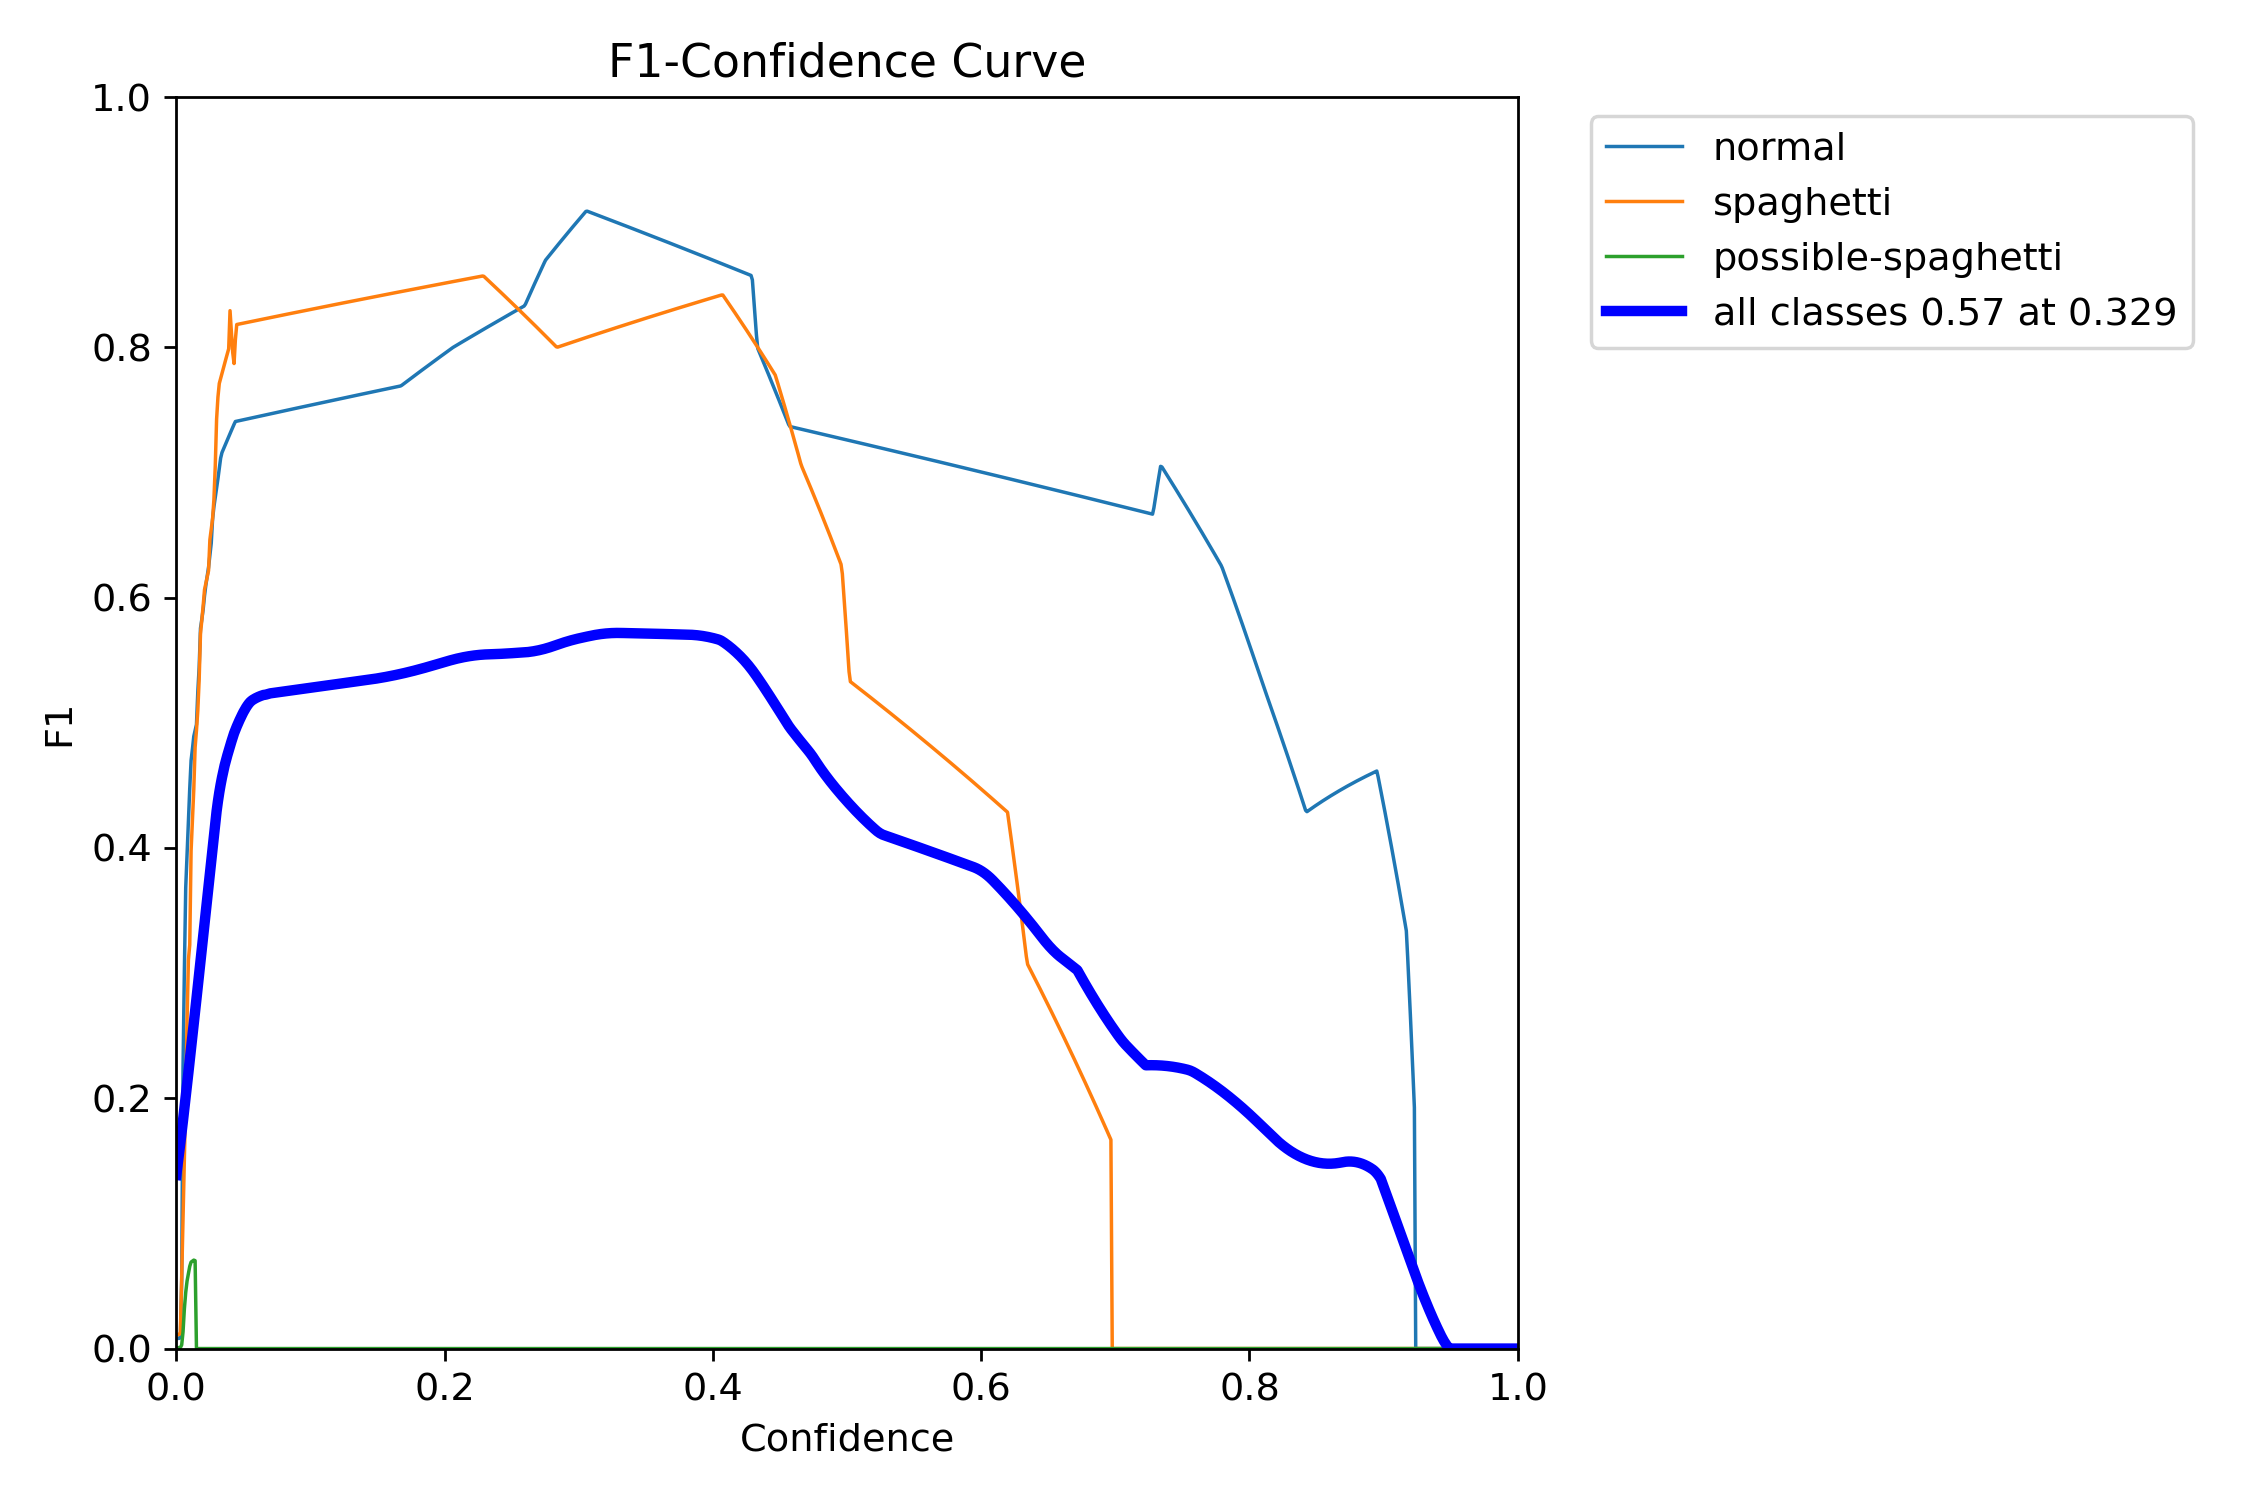 F1-Confidence Curve
1.0
0.8
0.6
0.4
0.2
0.0
F1
0.0 0.2 0.4 0.6 0.8 1.0
Confidence
normal
spaghetti
possible-spaghetti
all classes 0.57 at 0.329